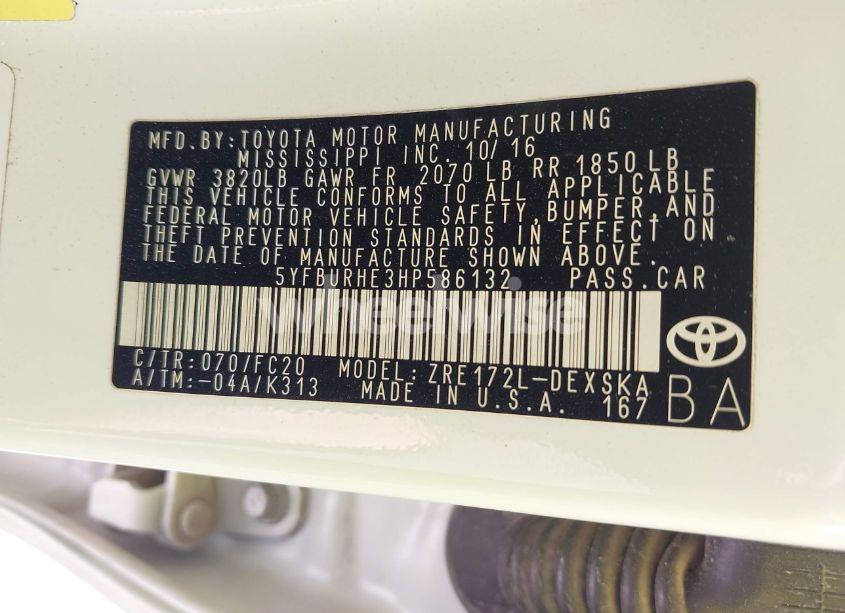 MFD. BY: TOYOTA MOTOR MANUFACTURING
MISSISSIPPI INC. 10/16
GVWR 3820LB GAWR FR 2070 LB RR 1850 LB
THIS VEHICLE CONFORMS TO ALL APPLICABLE
FEDERAL MOTOR VEHICLE SAFETY, BUMPER, AND
THEFT PREVENTION STANDARDS IN EFFECT ON
THE DATE OF MANUFACTURE SHOWN ABOVE.
5YFBURHE3HP586132 PASS.CAR
wheelwise
C/TR: 070/FC20 MODEL: ZRE172L-DEXSKA
A/TM: -04A/K313 MADE IN U.S.A. 167 BA